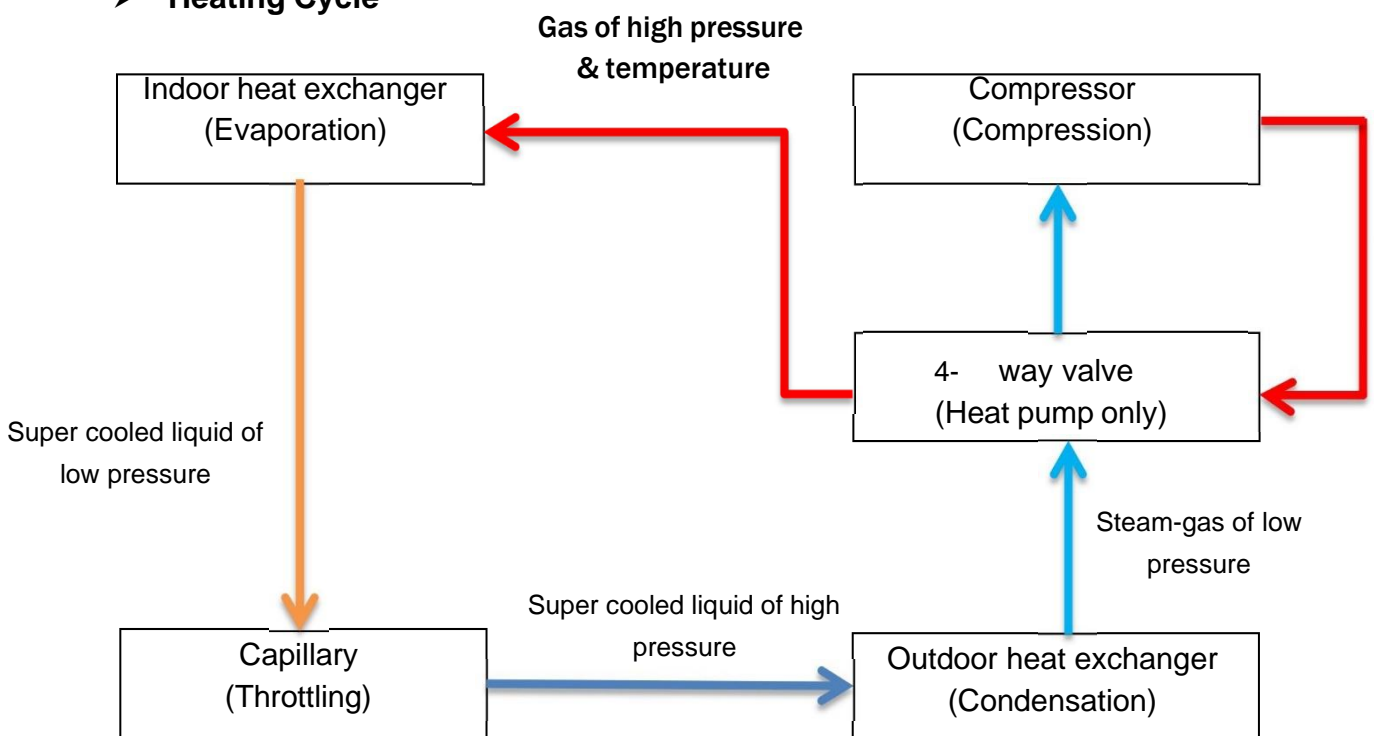 ➤ Heating Cycle
Gas of high pressure
& temperature
Indoor heat exchanger
(Evaporation)
Compressor
(Compression)
4- way valve
(Heat pump only)
Super cooled liquid of
low pressure
Steam-gas of low
pressure
Super cooled liquid of high
pressure
Capillary
(Throttling)
Outdoor heat exchanger
(Condensation)